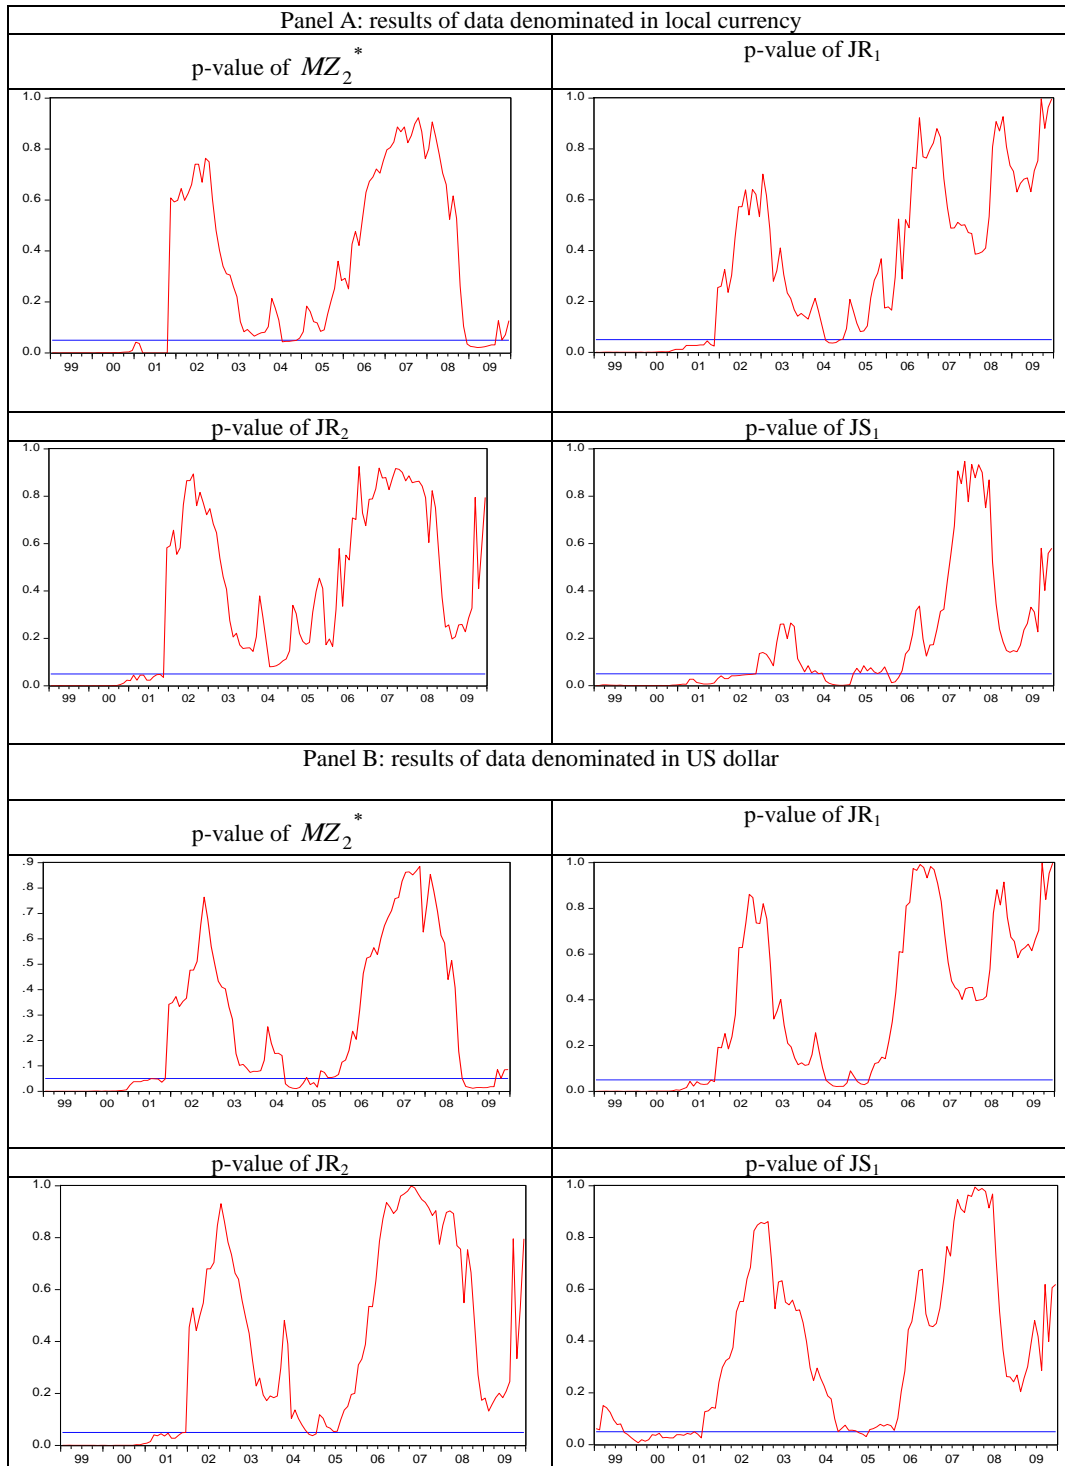 Panel A: results of data denominated in local currency
p-value of MZ₂*
p-value of JR₁
1.0
0.8
0.6
0.4
0.2
0.0
99 00 01 02 03 04 05 06 07 08 09
1.0
0.8
0.6
0.4
0.2
0.0
99 00 01 02 03 04 05 06 07 08 09
p-value of JR₂
p-value of JS₁
1.0
0.8
0.6
0.4
0.2
0.0
99 00 01 02 03 04 05 06 07 08 09
1.0
0.8
0.6
0.4
0.2
0.0
99 00 01 02 03 04 05 06 07 08 09
Panel B: results of data denominated in US dollar
p-value of MZ₂*
p-value of JR₁
.9
.8
.7
.6
.5
.4
.3
.2
.1
.0
99 00 01 02 03 04 05 06 07 08 09
1.0
0.8
0.6
0.4
0.2
0.0
99 00 01 02 03 04 05 06 07 08 09
p-value of JR₂
p-value of JS₁
1.0
0.8
0.6
0.4
0.2
0.0
99 00 01 02 03 04 05 06 07 08 09
1.0
0.8
0.6
0.4
0.2
0.0
99 00 01 02 03 04 05 06 07 08 09